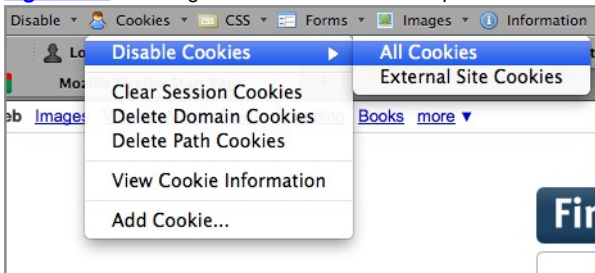 Disable Cookies CSS Forms Images Information
Disable Cookies All Cookies
External Site Cookies
Clear Session Cookies
Delete Domain Cookies
Delete Path Cookies
View Cookie Information
Add Cookie...
Images Books more